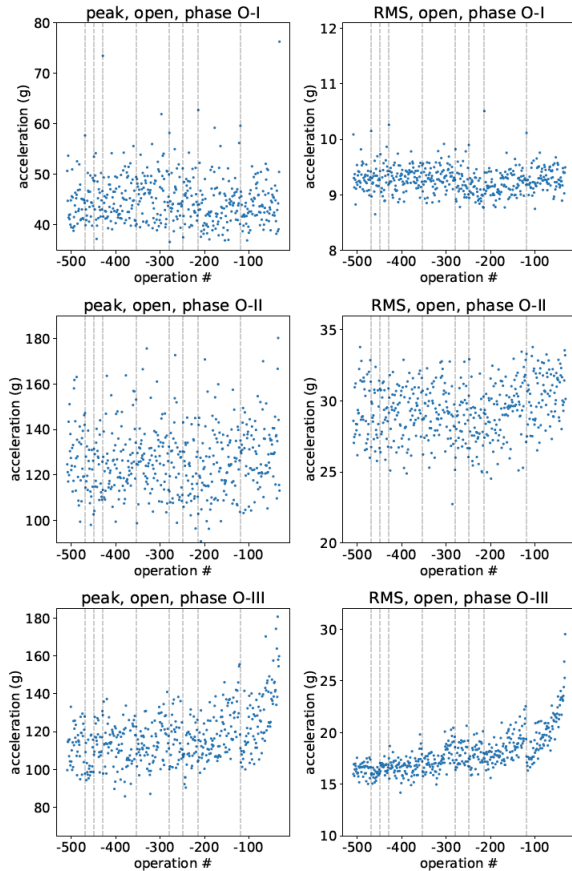 peak, open, phase O-I
80
70
60
50
40
acceleration (g)
-500 -400 -300 -200 -100
operation #
RMS, open, phase O-I
12
11
10
9
8
acceleration (g)
-500 -400 -300 -200 -100
operation #
peak, open, phase O-II
180
160
140
120
100
acceleration (g)
-500 -400 -300 -200 -100
operation #
RMS, open, phase O-II
35
30
25
20
acceleration (g)
-500 -400 -300 -200 -100
operation #
peak, open, phase O-III
180
160
140
120
100
80
acceleration (g)
-500 -400 -300 -200 -100
operation #
RMS, open, phase O-III
30
25
20
15
10
acceleration (g)
-500 -400 -300 -200 -100
operation #